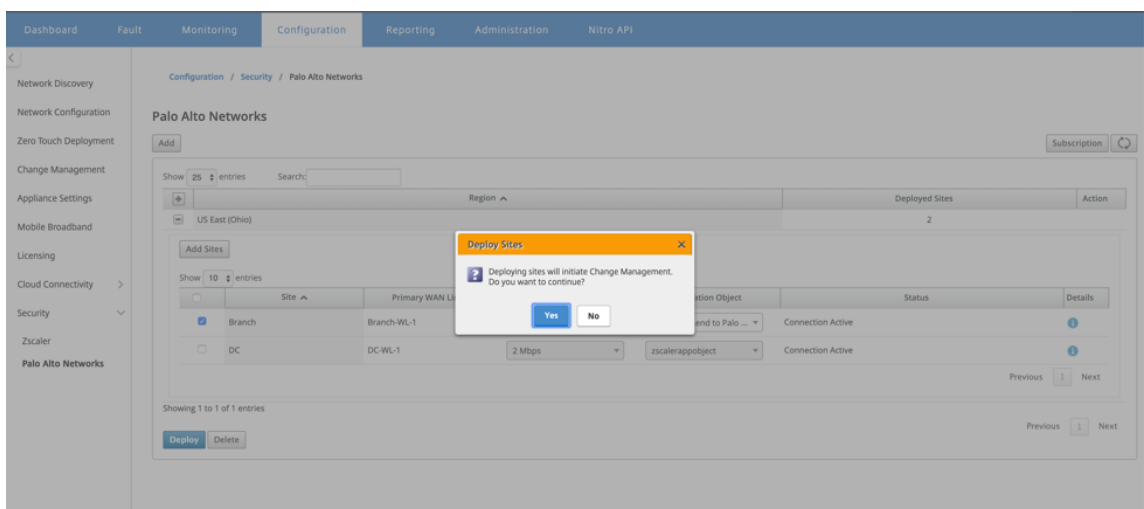 Dashboard Fault Monitoring Configuration Reporting Administration Nitro API
Network Discovery
Network Configuration
Zero Touch Deployment
Change Management
Appliance Settings
Mobile Broadband
Licensing
Cloud Connectivity
Security
Zscaler
Palo Alto Networks
Configuration / Security / Palo Alto Networks
Palo Alto Networks
Add Subscription
Show 25 entries Search:
Region Deployed Sites Action
US East (Ohio) 2
Add Sites
Show 10 entries
Site Primary WAN Object Status Details
Branch Branch-WL-1 end to Palo ... Connection Active
DC DC-WL-1 2 Mbps zscalerappobject Connection Active
Previous 1 Next
Showing 1 to 1 of 1 entries
Previous 1 Next
Deploy Delete
Deploy Sites
Deploying sites will initiate Change Management.
Do you want to continue?
Yes No